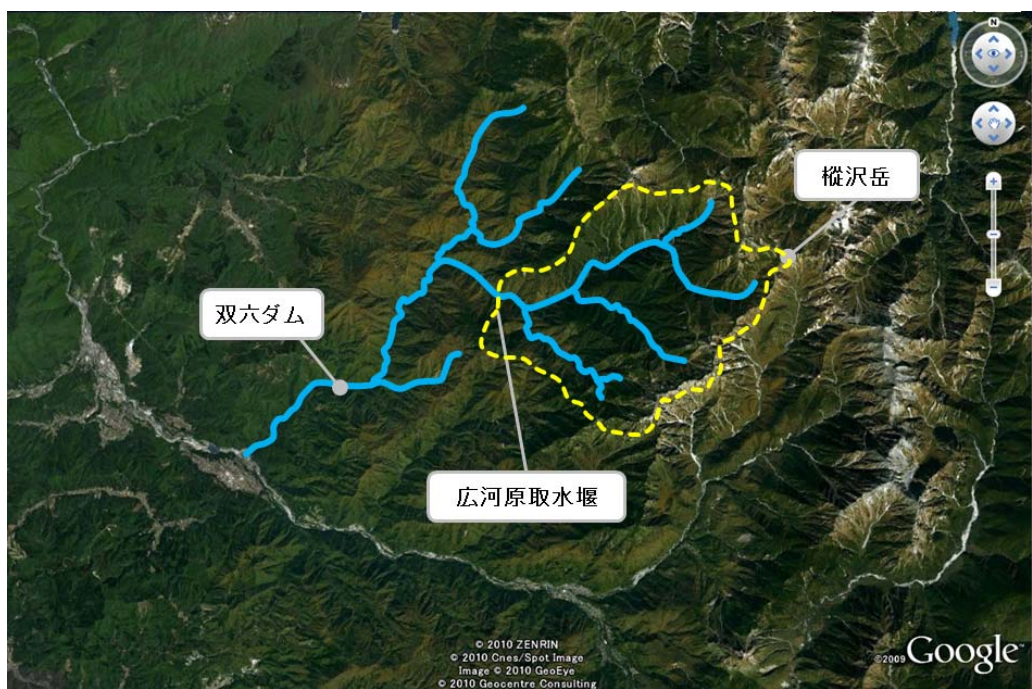 N
樅沢岳
双六ダム
広河原取水堰
© 2010 ZENRIN
© 2010 Cnes/Spot Image
Image © 2010 GeoEye
© 2010 Geocentre Consulting
©2009 Google